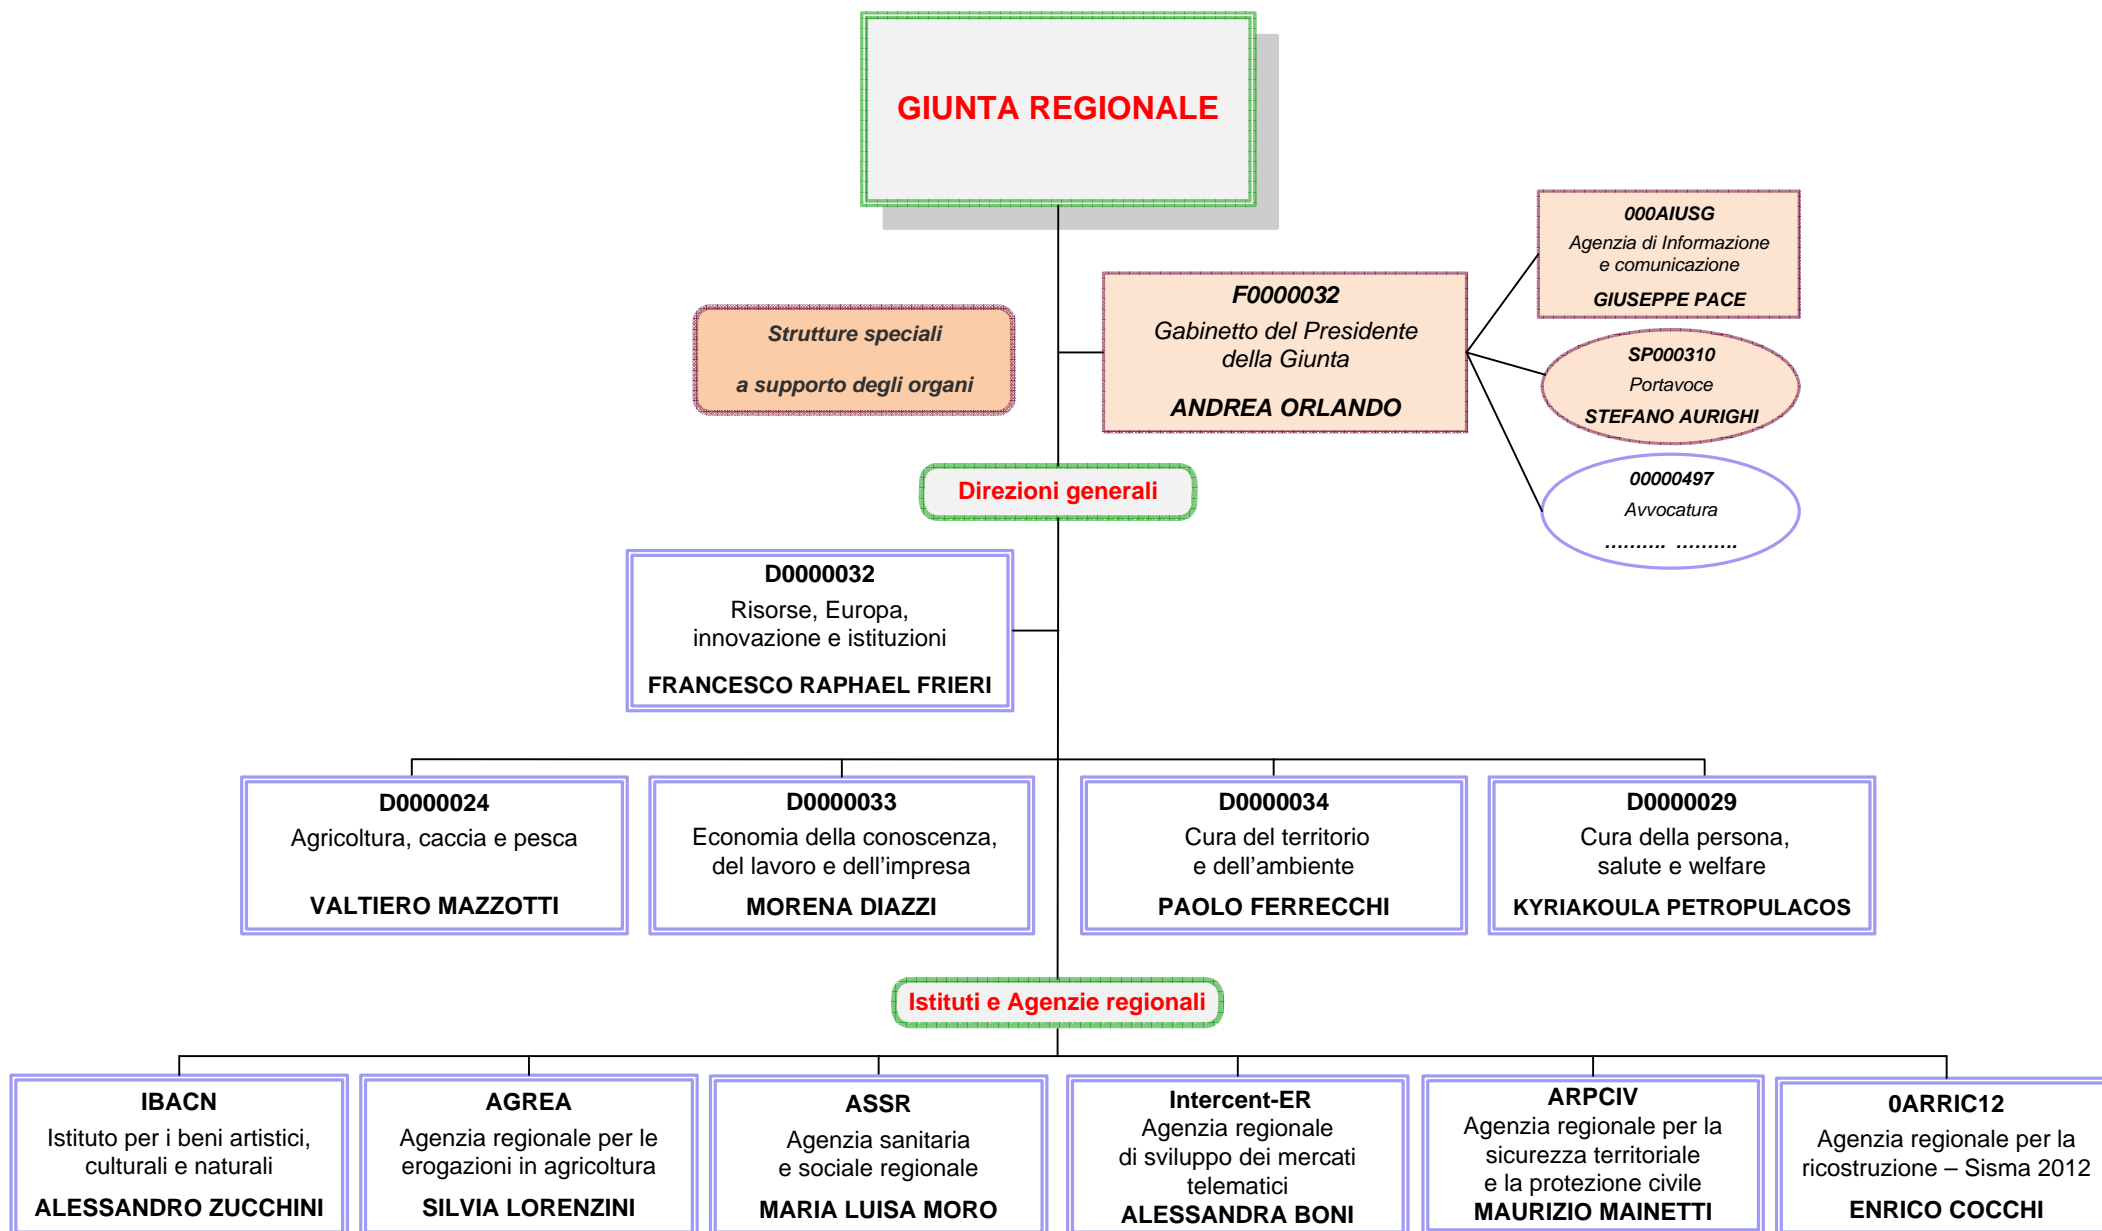 GIUNTA REGIONALE
000AIUSG
Agenzia di Informazione
e comunicazione
GIUSEPPE PACE
Strutture speciali
a supporto degli organi
F0000032
Gabinetto del Presidente
della Giunta
ANDREA ORLANDO
SP000310
Portavoce
STEFANO AURIGHI
00000497
Avvocatura
.......... ..........
Direzioni generali
D0000032
Risorse, Europa,
innovazione e istituzioni
FRANCESCO RAPHAEL FRIERI
D0000024
Agricoltura, caccia e pesca
VALTIERO MAZZOTTI
D0000033
Economia della conoscenza,
del lavoro e dell’impresa
MORENA DIAZZI
D0000034
Cura del territorio
e dell’ambiente
PAOLO FERRECCHI
D0000029
Cura della persona,
salute e welfare
KYRIAKOULA PETROPULACOS
Istituti e Agenzie regionali
IBACN
Istituto per i beni artistici,
culturali e naturali
ALESSANDRO ZUCCHINI
AGREA
Agenzia regionale per le
erogazioni in agricoltura
SILVIA LORENZINI
ASSR
Agenzia sanitaria
e sociale regionale
MARIA LUISA MORO
Intercent-ER
Agenzia regionale
di sviluppo dei mercati
telematici
ALESSANDRA BONI
ARPCIV
Agenzia regionale per la
sicurezza territoriale
e la protezione civile
MAURIZIO MAINETTI
0ARRIC12
Agenzia regionale per la
ricostruzione – Sisma 2012
ENRICO COCCHI